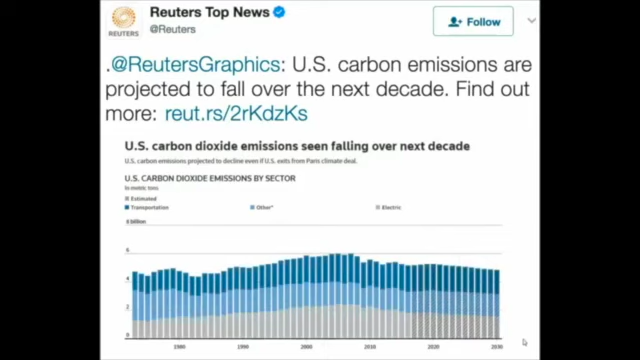 Reuters Top News
@Reuters
REUTERS
Follow
.@ReutersGraphics: U.S. carbon emissions are
projected to fall over the next decade. Find out
more: reut.rs/2rKdzKs
U.S. carbon dioxide emissions seen falling over next decade
U.S. carbon emissions projected to decline even if U.S. exits from Paris climate deal.
U.S. CARBON DIOXIDE EMISSIONS BY SECTOR
In metric tons
Estimated
Transportation Other* Electric
8 billion
6
4
2
0
1980 1990 2000 2010 2020 2030